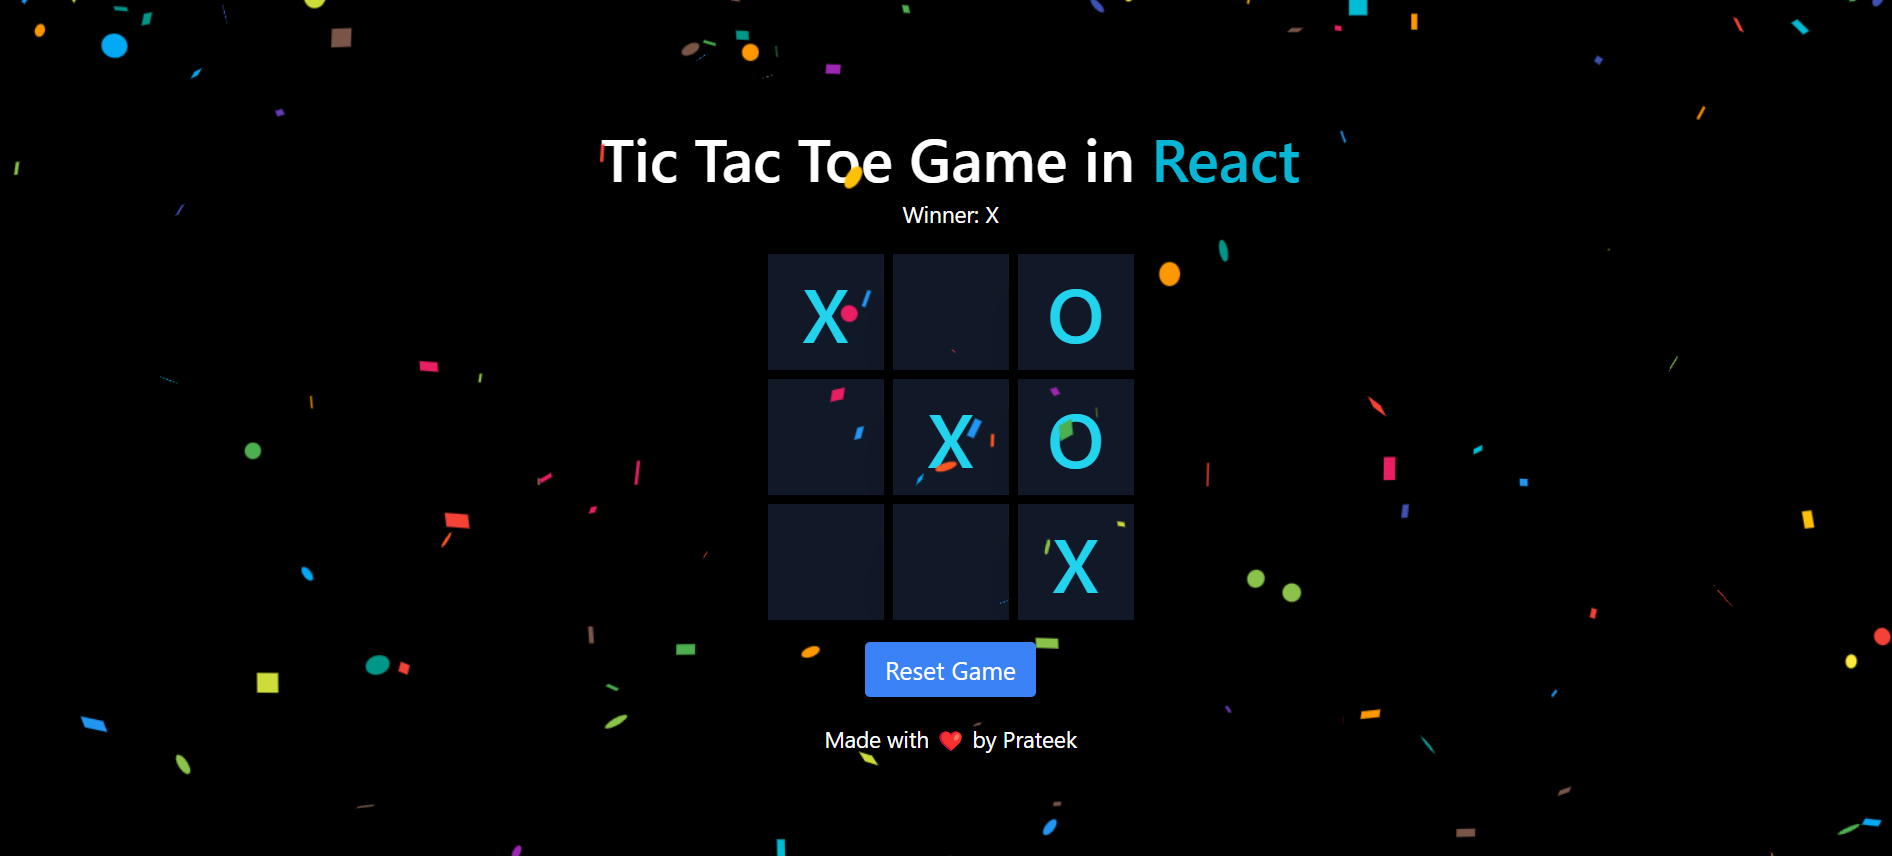 Tic Tac Toe Game in React
Winner: X
X O
X O
X
Reset Game
Made with ❤️ by Prateek